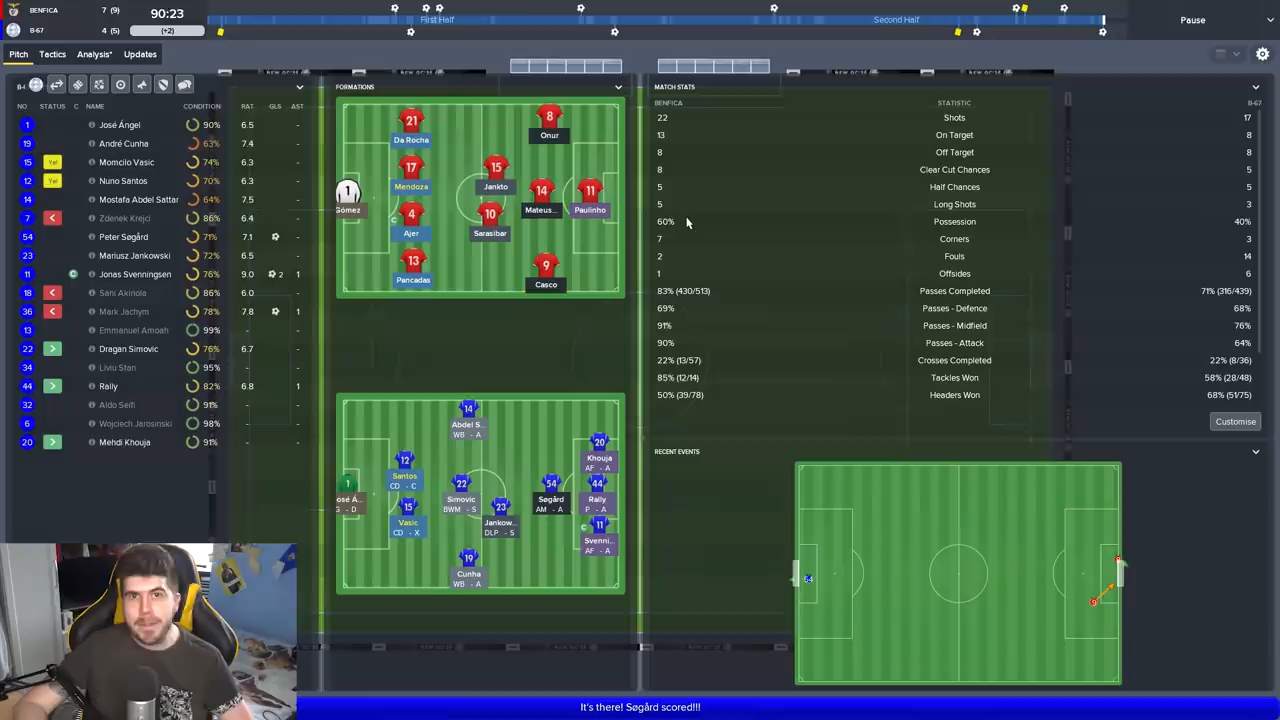 BENFICA 7 (9) 90:23 First Half Second Half Pause
B-67 4 (5) (+2)
Pitch Tactics Analysis* Updates
NO STATUS C NAME CONDITION RAT GLS AST
1 José Ángel 90% 6.5 - -
19 André Cunha 63% 7.4 - -
15 Yel Momcilo Vasic 74% 6.3 - -
12 Yel Nuno Santos 70% 6.3 - -
14 Mostafa Abdel Sattar 64% 7.5 - -
7 Zdenek Krejci 86% 6.4 - -
54 Peter Søgård 71% 7.1 -
23 Mariusz Jankowski 72% 6.5 - -
11 C Jonas Svenningsen 76% 9.0 2 1
18 Sani Akinola 86% 6.0 - -
36 Mark Jachym 78% 7.8 1
13 Emmanuel Amoah 99% - - -
22 Dragan Simovic 76% 6.7 - -
34 Liviu Stan 95% - - -
44 Rally 82% 6.8 - 1
32 Aldo Seifi 91% - - -
6 Wojciech Jarosinski 98% - - -
20 Mehdi Khouja 91% - - -
FORMATIONS
21 Da Rocha
8 Onur
17 Mendoza
15 Jankto
1 Gómez
14 Mateus...
11 Paulinho
C 4 Ajer
10 Sarasibar
13 Pancadas
9 Casco
14 Abdel S...
WB - A
20 Khouja
AF - A
12 Santos
CD - C
1 osé Á...
G - D
22 Simovic
BWM - S
54 Søgård
AM - A
44 Rally
P - A
15 Vasic
CD - X
23 Jankow...
DLP - S
C 11 Svenni...
AF - A
19 Cunha
WB - A
MATCH STATS
BENFICA STATISTIC B-67
22 Shots 17
13 On Target 8
8 Off Target 8
8 Clear Cut Chances 5
5 Half Chances 5
5 Long Shots 3
60% Possession 40%
7 Corners 3
2 Fouls 14
1 Offsides 6
83% (430/513) Passes Completed 71% (316/439)
69% Passes - Defence 68%
91% Passes - Midfield 76%
90% Passes - Attack 64%
22% (13/57) Crosses Completed 22% (8/36)
85% (12/14) Tackles Won 58% (28/48)
50% (39/78) Headers Won 68% (51/75)
Customise
RECENT EVENTS
It's there! Søgård scored!!!